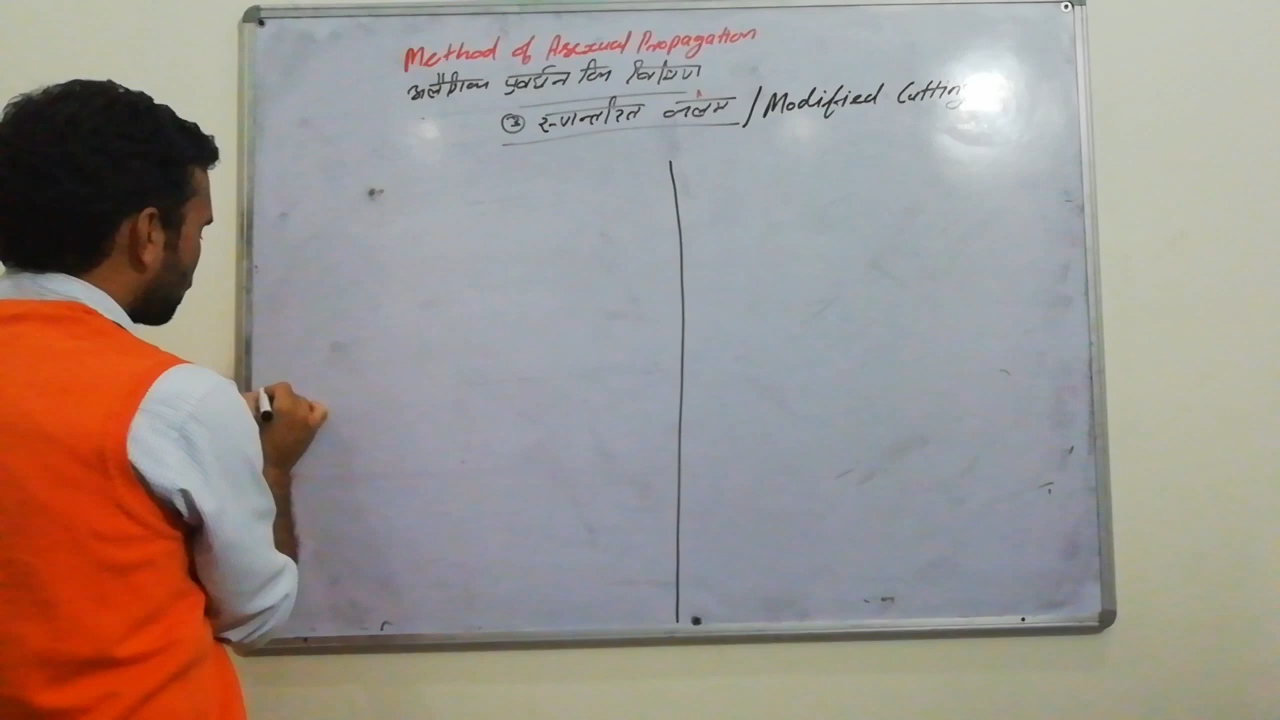 Method of Asexual Propagation
अलैंगिक प्रवर्धन कि विधियां
③ रूपान्तरित कलम / Modified Cutting